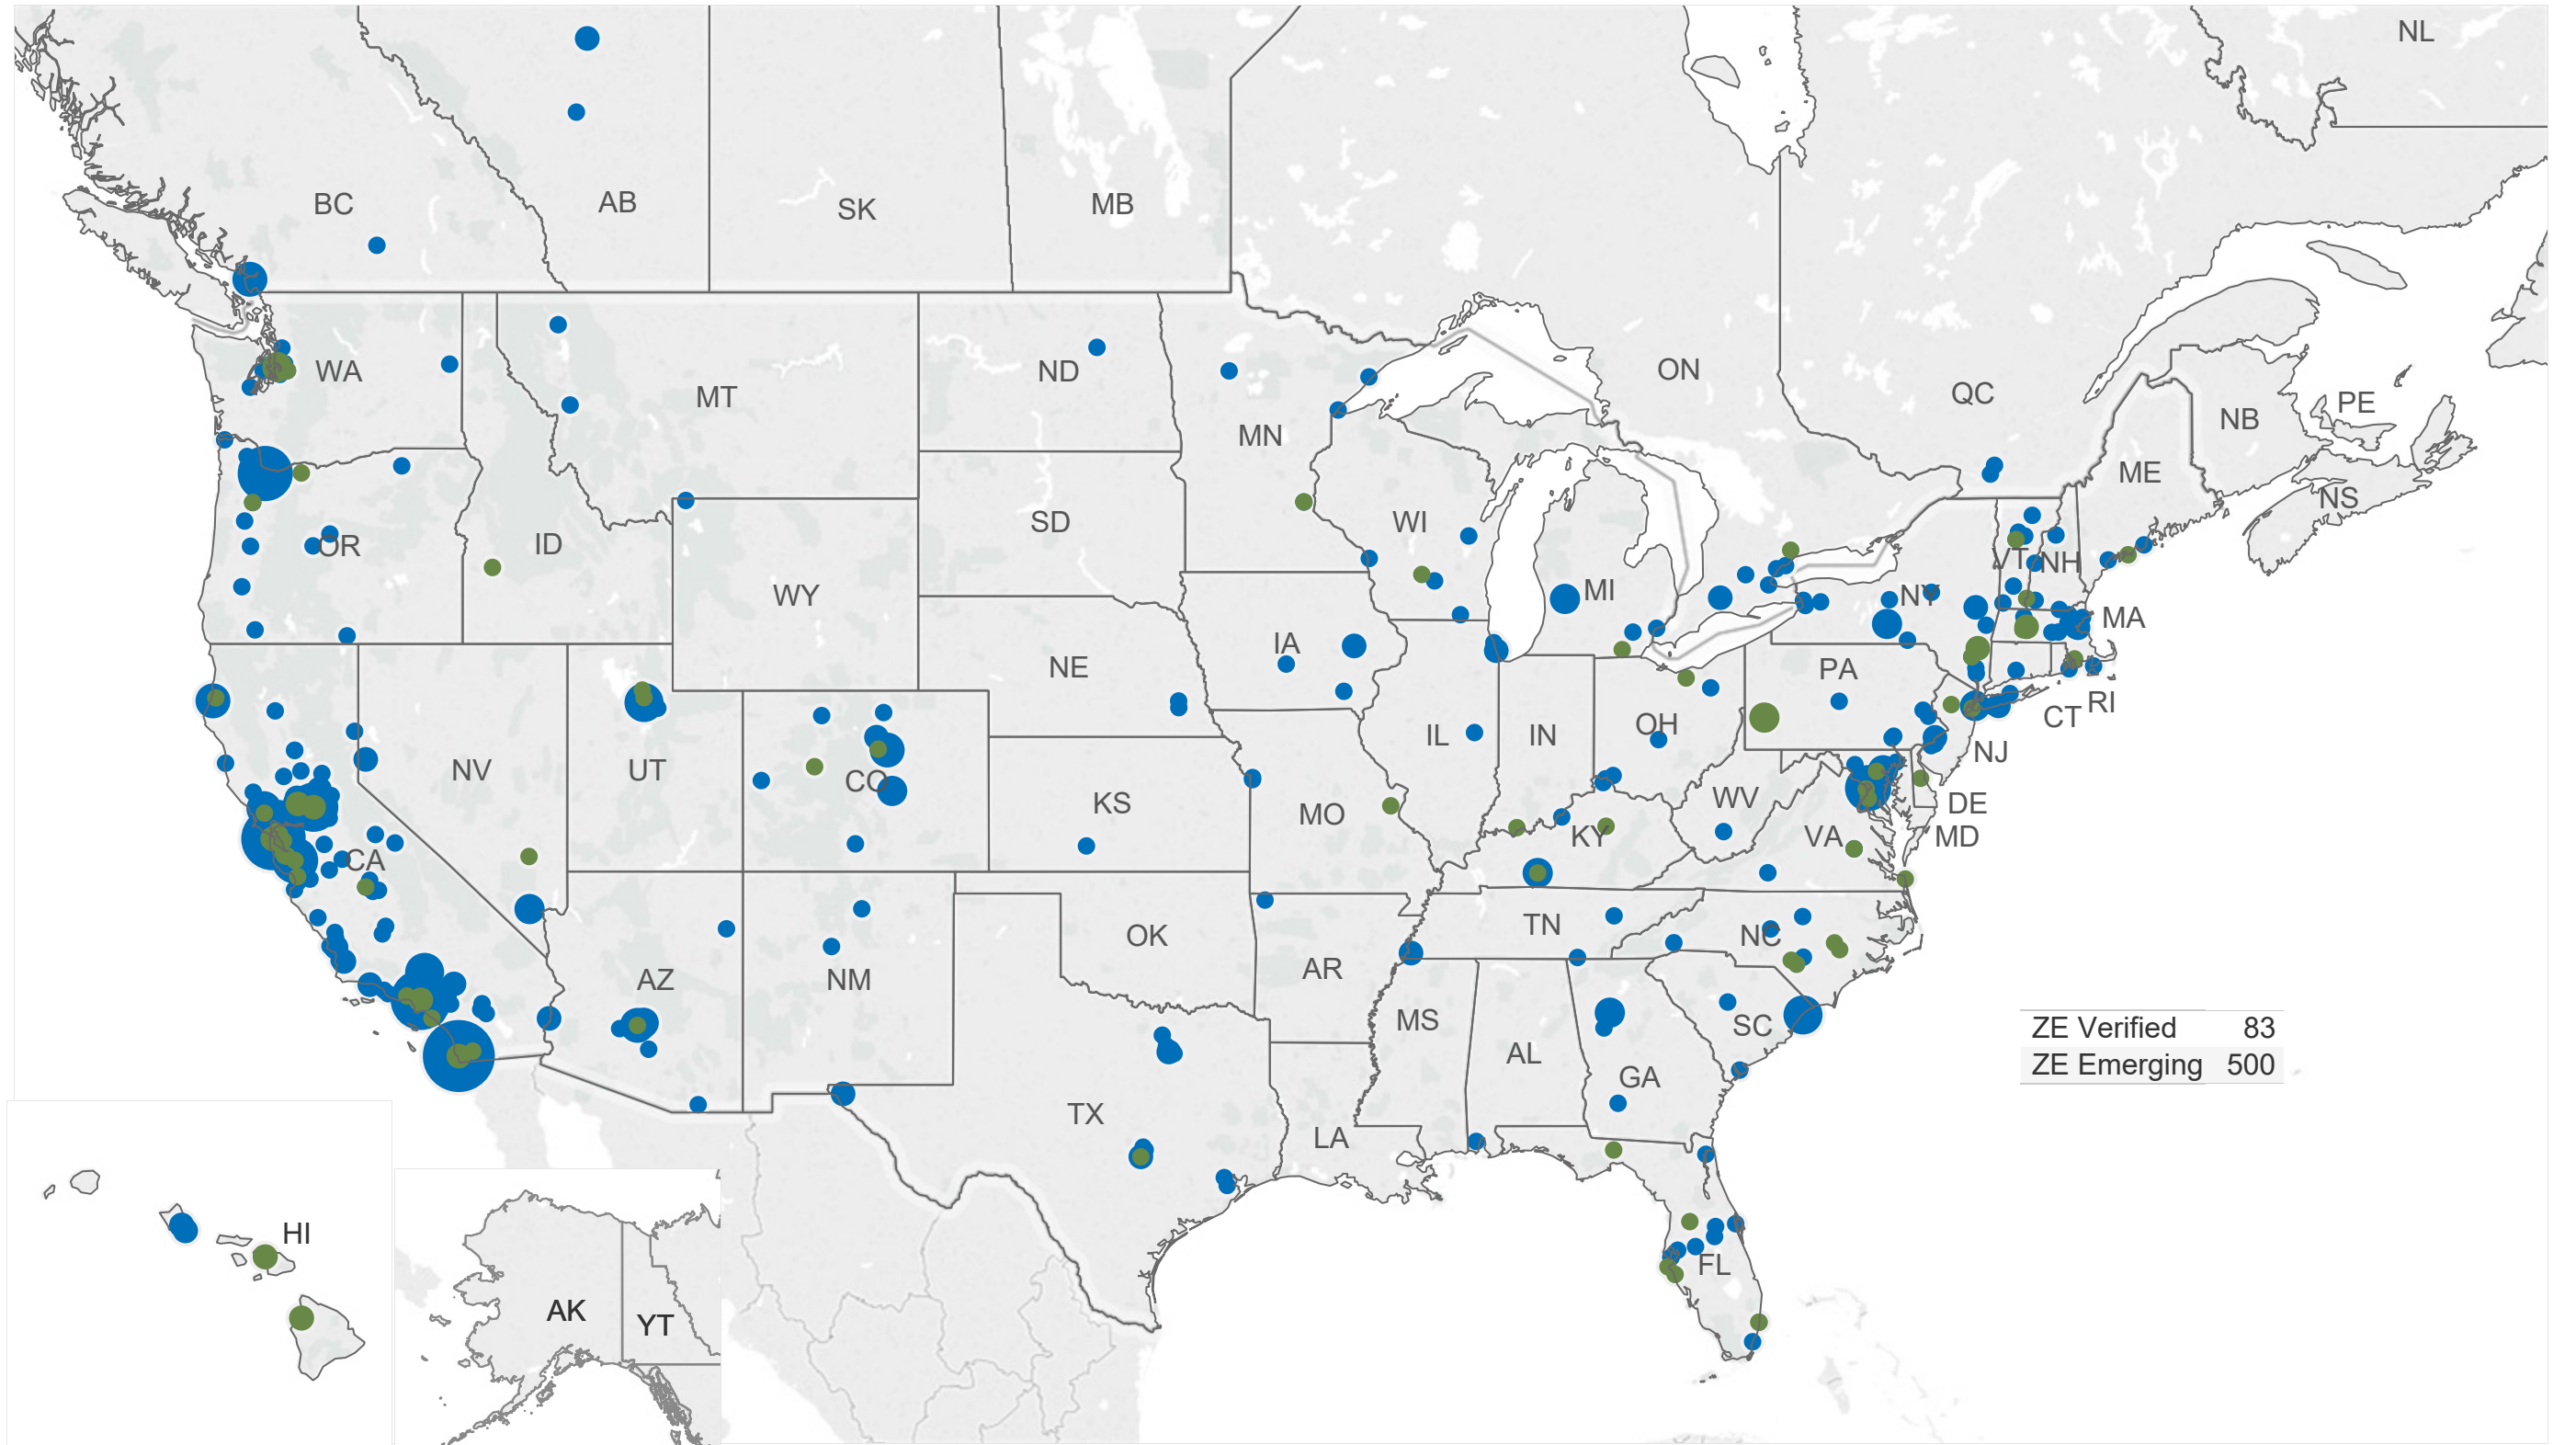 NL
BC
AB
SK
MB
WA
MT
ND
MN
ON
QC
PE
NB
ME
NS
OR
ID
SD
WI
VT
NH
WY
MI
NY
MA
IA
NE
PA
RI
CT
NV
UT
CO
IL
IN
OH
NJ
KS
MO
WV
DE
CA
KY
VA
MD
AZ
NM
OK
AR
TN
NC
MS
AL
GA
SC
ZE Verified 83
ZE Emerging 500
TX
LA
FL
HI
AK
YT